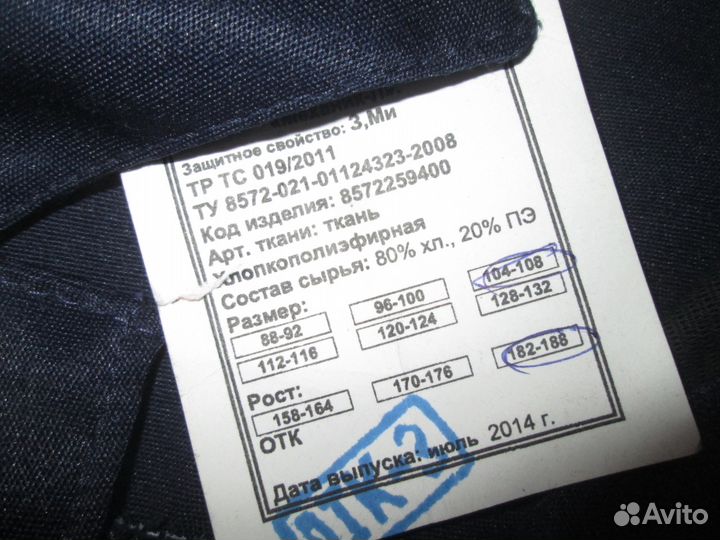 Защитное свойство: З,Ми
ТР ТС 019/2011
ТУ 8572-021-01124323-2008
Код изделия: 8572259400
Арт. ткани: ткань
Хлопкополиэфирная
Состав сырья: 80% хл., 20% ПЭ
Размер:
88-92 96-100 104-108
112-116 120-124 128-132
Рост:
158-164 170-176 182-188
ОТК
Дата выпуска: июль 2014 г.
ОТК 2
Avito